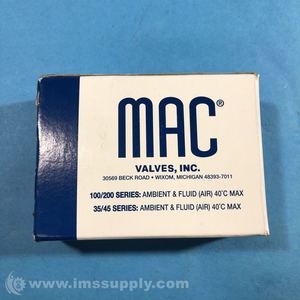 MAC®
VALVES, INC.
30569 BECK ROAD • WIXOM, MICHIGAN 48393-7011
100/200 SERIES: AMBIENT & FLUID (AIR) 40°C MAX
35/45 SERIES: AMBIENT & FLUID (AIR) 40°C MAX
© www.imssupply.com